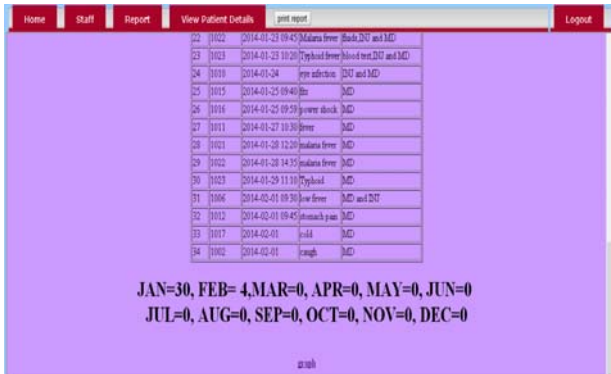 Home Staff Report View Patient Details print report Logout
22 1022 2014-01-23 09:45 Malaria fever fluids,INJ and MD
23 1023 2014-01-23 10:20 Typhoid fever blood test,INJ and MD
24 1010 2014-01-24 eye infection INJ and MD
25 1015 2014-01-25 09:40 fits MD
26 1016 2014-01-25 09:59 power shock MD
27 1011 2014-01-27 10:30 fever MD
28 1021 2014-01-28 12:20 malaria fever MD
29 1022 2014-01-28 14:35 malaria fever MD
30 1023 2014-01-29 11:10 Typhoid MD
31 1006 2014-02-01 09:30 low fever MD and INJ
32 1012 2014-02-01 09:45 stomach pain MD
33 1017 2014-02-01 cold MD
34 1002 2014-02-01 caugh MD
JAN=30, FEB= 4,MAR=0, APR=0, MAY=0, JUN=0
JUL=0, AUG=0, SEP=0, OCT=0, NOV=0, DEC=0
graph